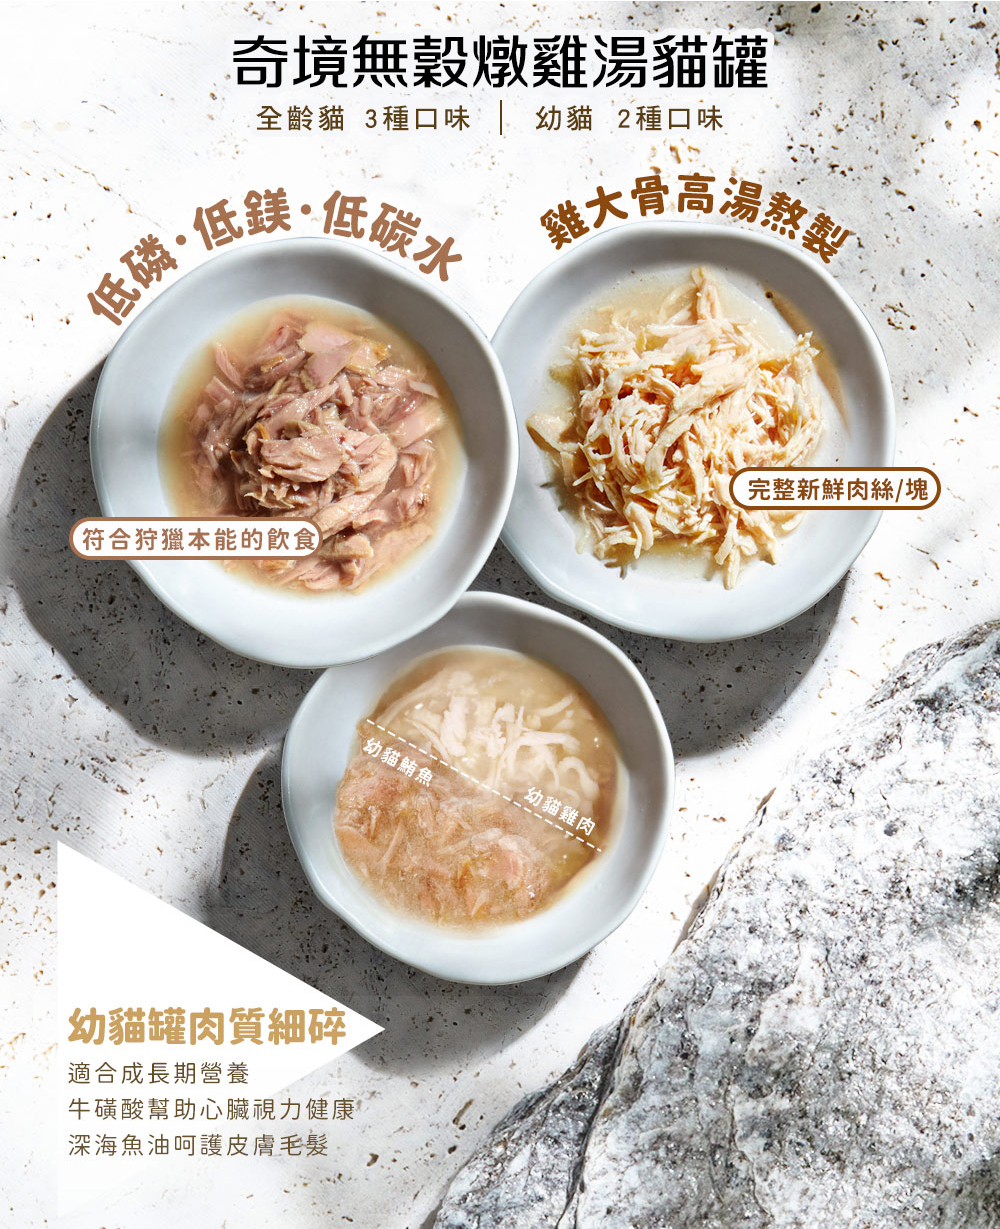 奇境無穀燉雞湯貓罐
全齡貓 3種口味 | 幼貓 2種口味
低磷・低鎂・低碳水
雞大骨高湯熬製
完整新鮮肉絲/塊
符合狩獵本能的飲食
幼貓鮪魚
幼貓雞肉
幼貓罐肉質細碎
適合成長期營養
牛磺酸幫助心臟視力健康
深海魚油呵護皮膚毛髮